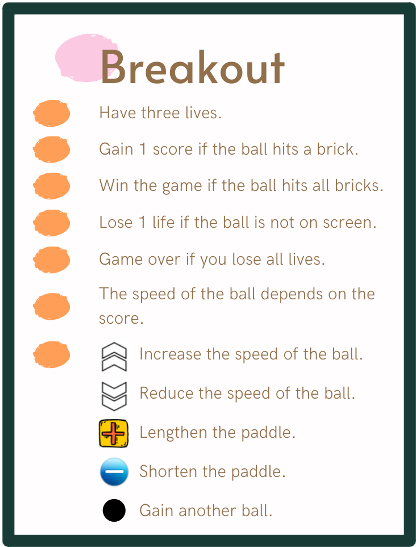 Breakout
Have three lives.
Gain 1 score if the ball hits a brick.
Win the game if the ball hits all bricks.
Lose 1 life if the ball is not on screen.
Game over if you lose all lives.
The speed of the ball depends on the
score.
Increase the speed of the ball.
Reduce the speed of the ball.
Lengthen the paddle.
Shorten the paddle.
Gain another ball.